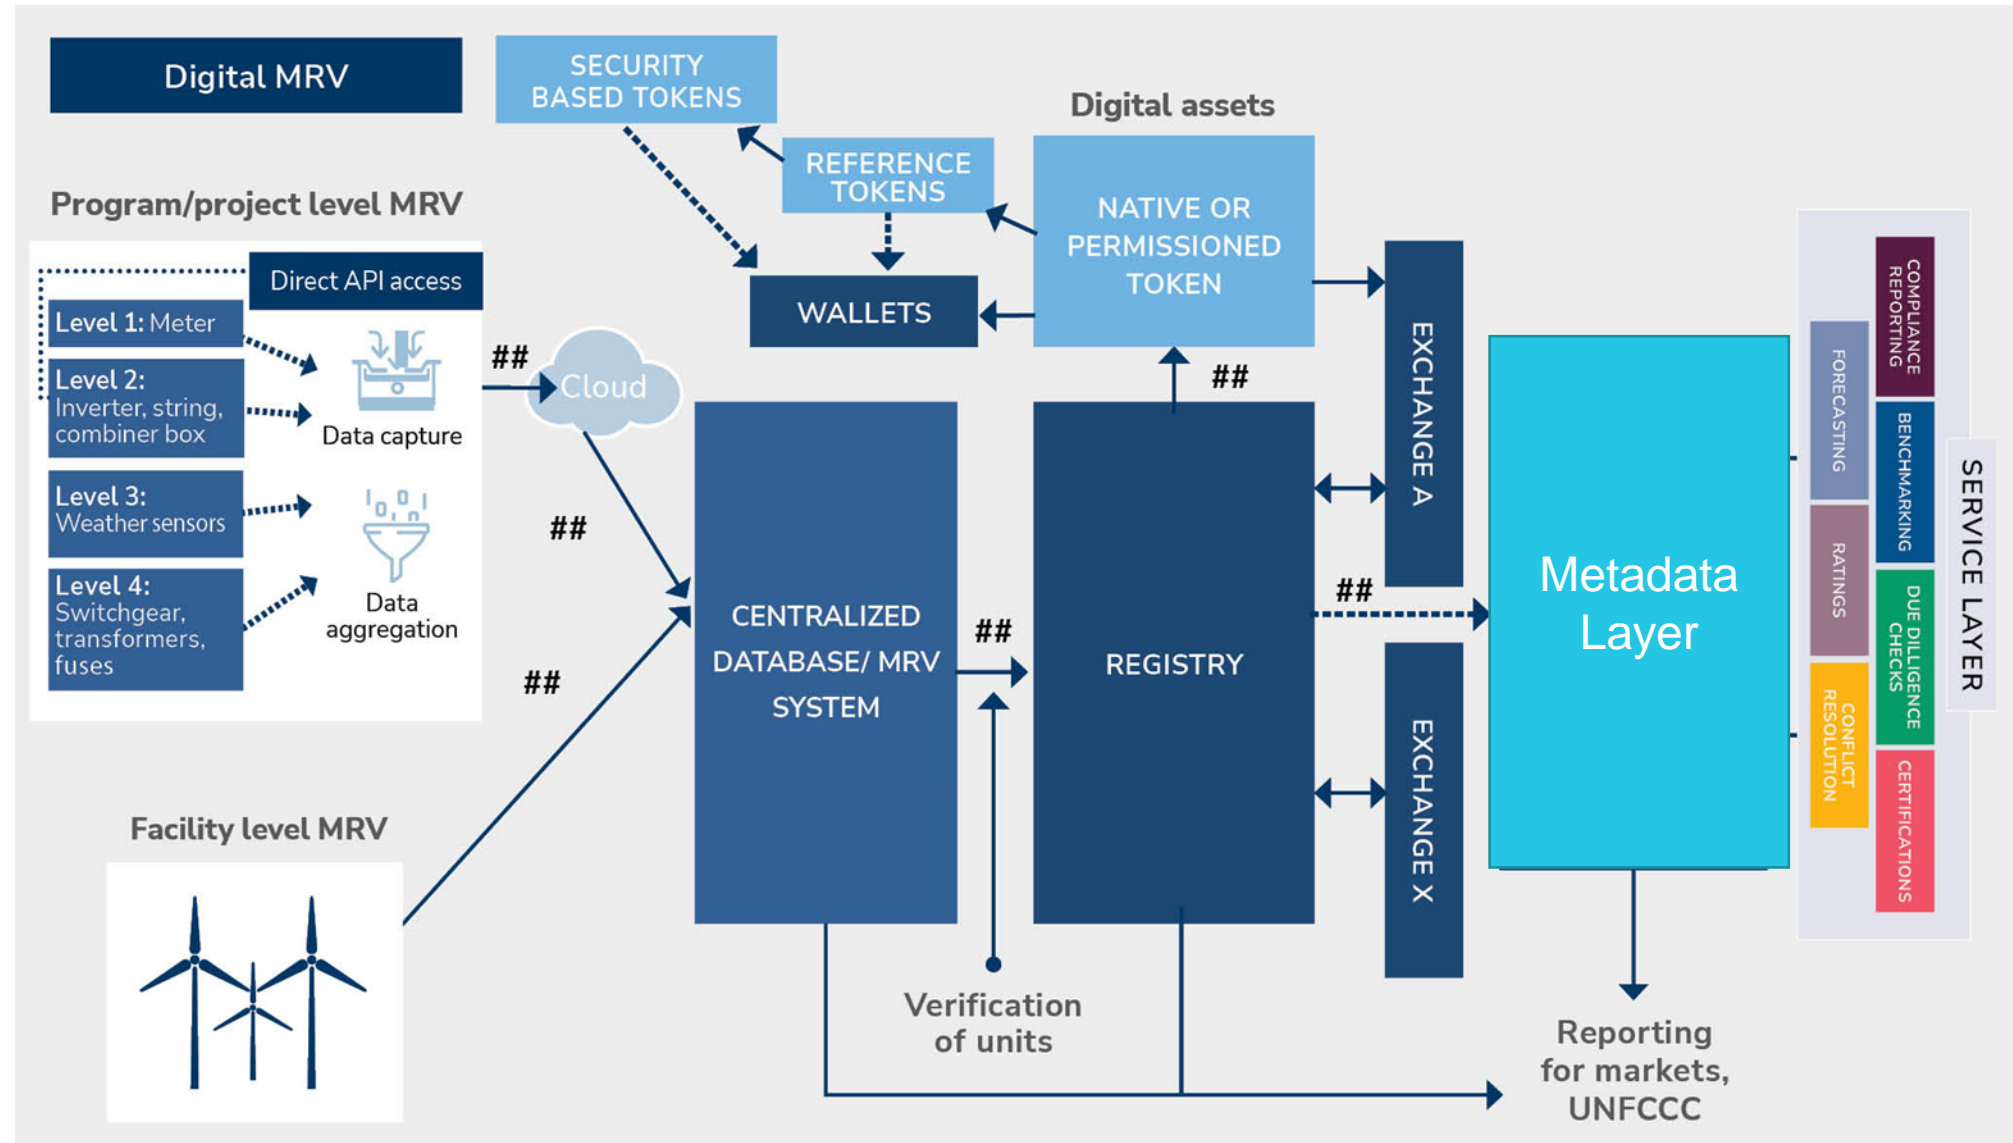 Digital MRV
SECURITY
BASED TOKENS
Digital assets
REFERENCE
TOKENS
NATIVE OR
PERMISSIONED
TOKEN
WALLETS
Program/project level MRV
Direct API access
Level 1: Meter
Level 2:
Inverter, string,
combiner box
Level 3:
Weather sensors
Level 4:
Switchgear,
transformers,
fuses
Data capture
Data
aggregation
##
Cloud
##
##
Facility level MRV
CENTRALIZED
DATABASE/ MRV
SYSTEM
##
Verification
of units
REGISTRY
##
##
EXCHANGE A
EXCHANGE X
Metadata
Layer
Reporting
for markets,
UNFCCC
FORECASTING
RATINGS
CONFLICT
RESOLUTION
COMPLIANCE
REPORTING
BENCHMARKING
DUE DILLIGENCE
CHECKS
CERTIFICATIONS
SERVICE LAYER